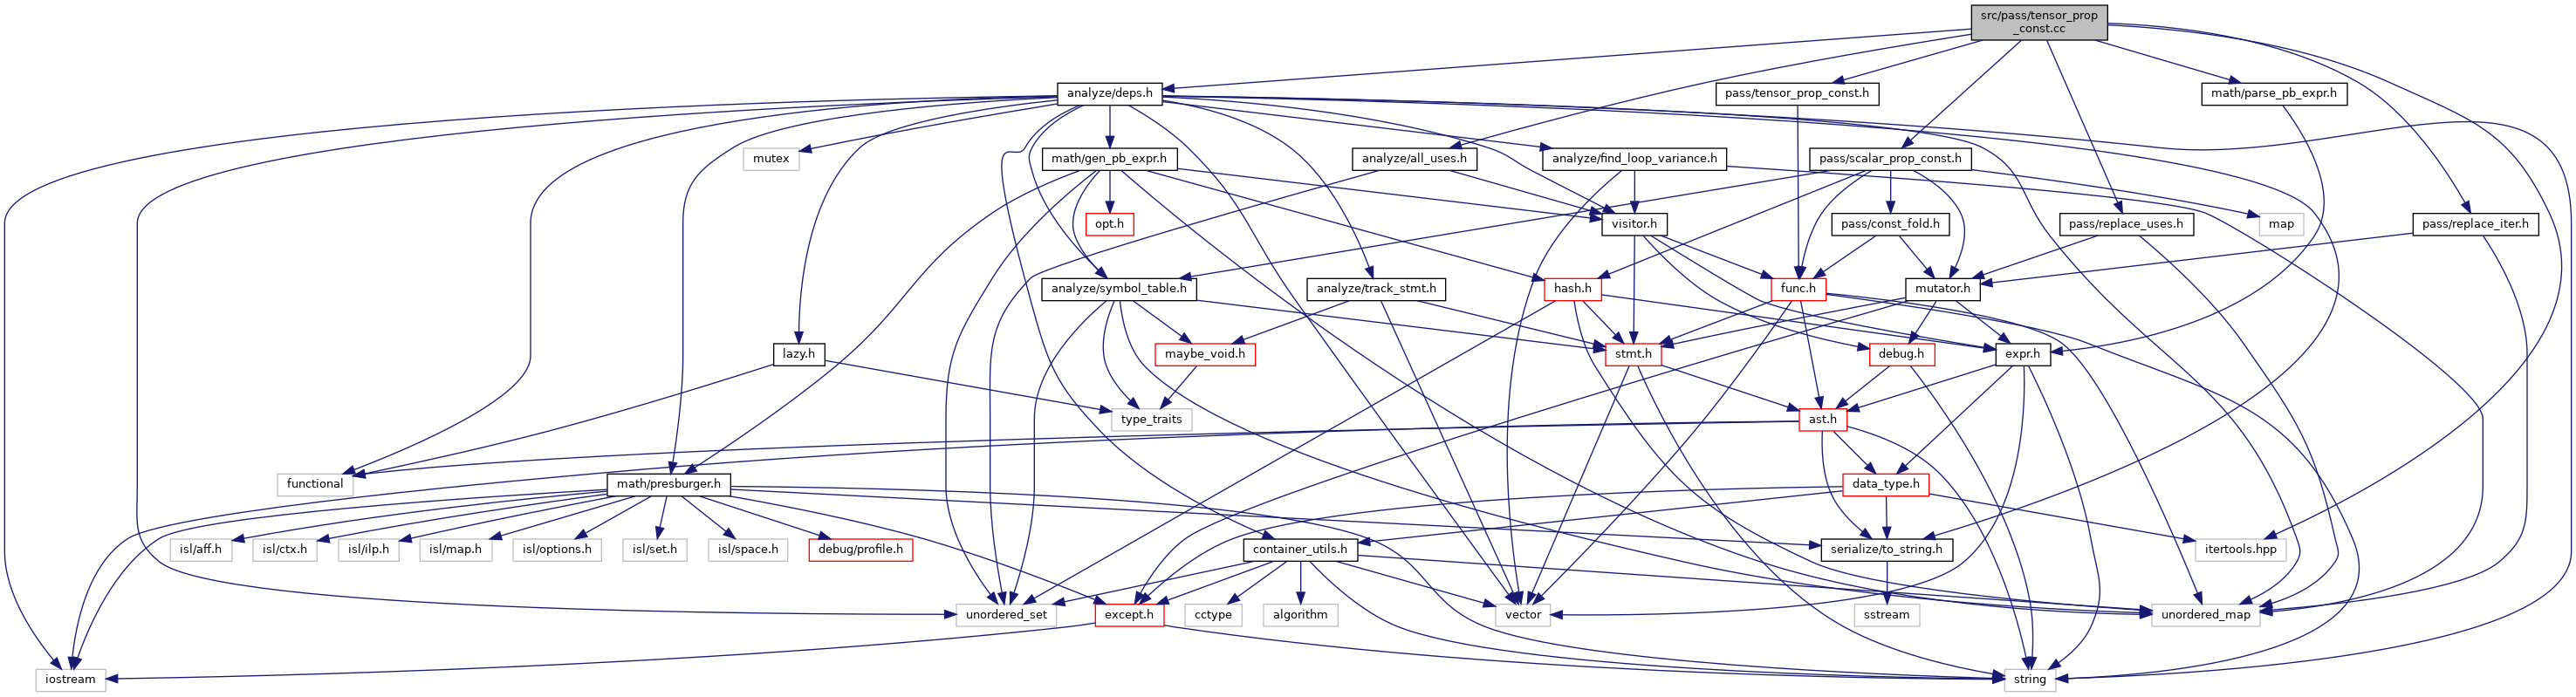 src/pass/tensor_prop
_const.cc
analyze/deps.h
pass/tensor_prop_const.h
math/parse_pb_expr.h
mutex
math/gen_pb_expr.h
analyze/all_uses.h
analyze/find_loop_variance.h
pass/scalar_prop_const.h
opt.h
visitor.h
pass/const_fold.h
map
pass/replace_uses.h
pass/replace_iter.h
analyze/symbol_table.h
analyze/track_stmt.h
hash.h
func.h
mutator.h
lazy.h
maybe_void.h
stmt.h
debug.h
expr.h
type_traits
ast.h
functional
math/presburger.h
data_type.h
isl/aff.h
isl/ctx.h
isl/ilp.h
isl/map.h
isl/options.h
isl/set.h
isl/space.h
debug/profile.h
container_utils.h
serialize/to_string.h
itertools.hpp
unordered_set
except.h
cctype
algorithm
vector
sstream
unordered_map
iostream
string